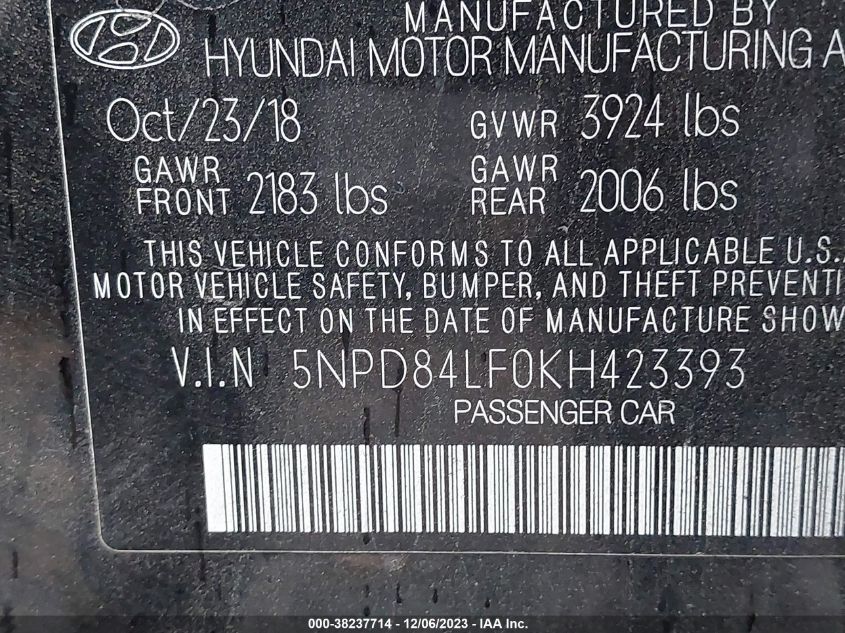 MANUFACTURED BY
HYUNDAI MOTOR MANUFACTURING A
Oct/23/18 GVWR 3924 lbs
GAWR FRONT 2183 lbs GAWR REAR 2006 lbs
THIS VEHICLE CONFORMS TO ALL APPLICABLE U.S.
MOTOR VEHICLE SAFETY, BUMPER, AND THEFT PREVENTI
IN EFFECT ON THE DATE OF MANUFACTURE SHOW
V.I.N 5NPD84LF0KH423393
PASSENGER CAR
000-38237714 - 12/06/2023 - IAA Inc.